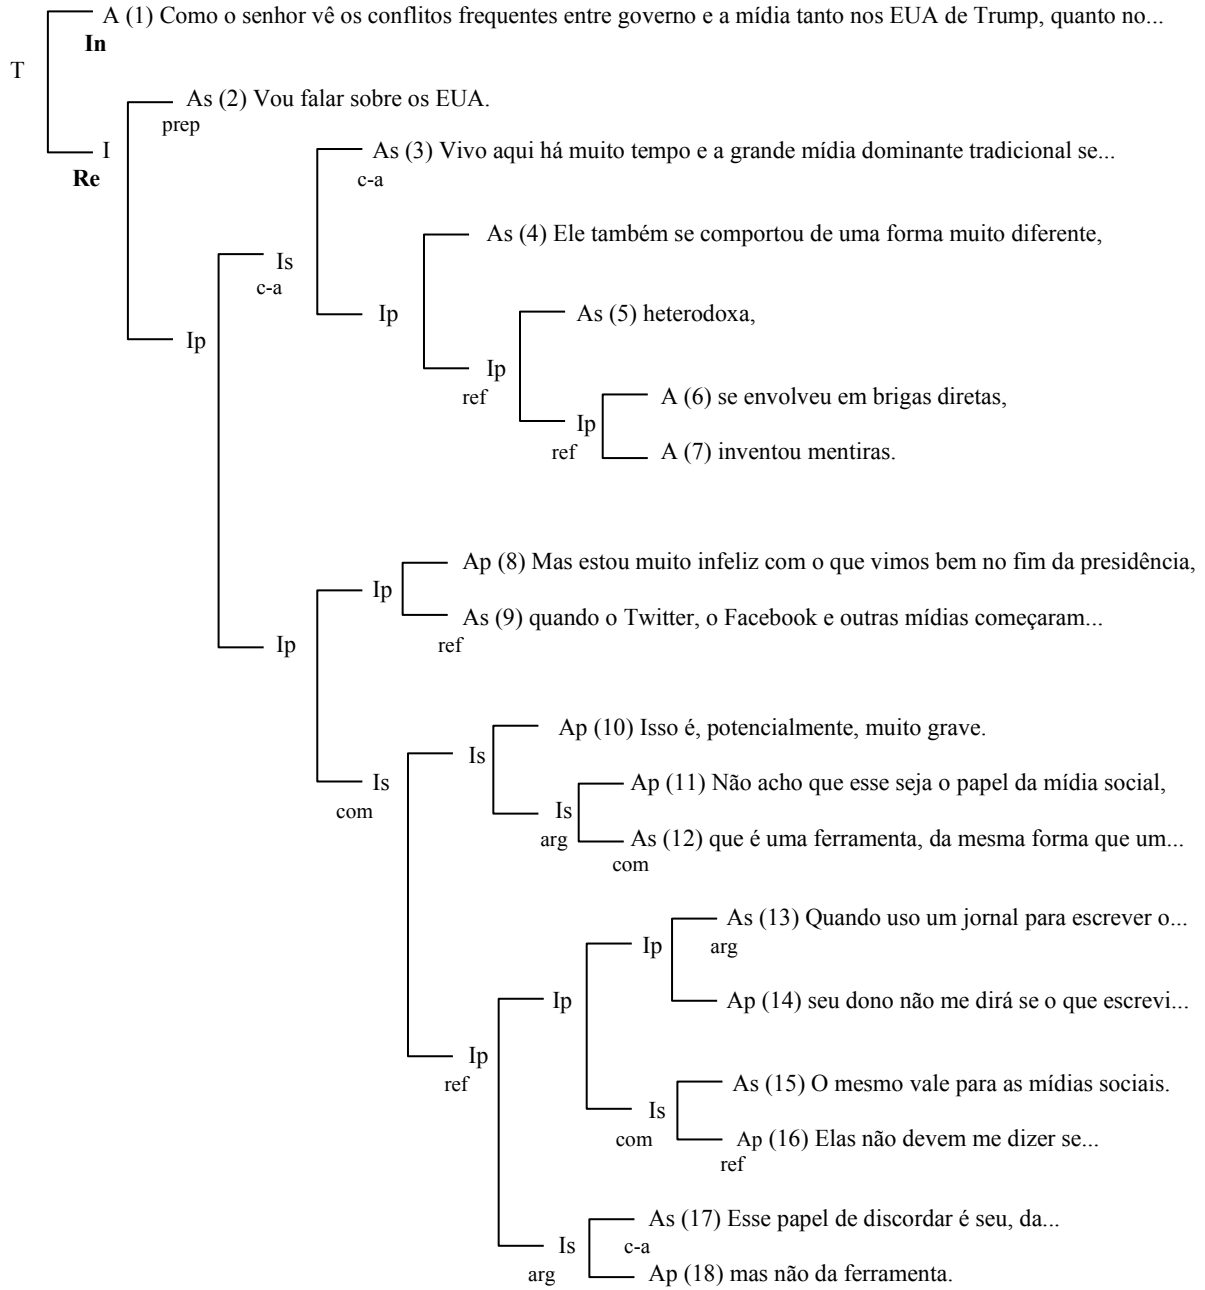 A (1) Como o senhor vê os conflitos frequentes entre governo e a mídia tanto nos EUA de Trump, quanto no...
In
T
As (2) Vou falar sobre os EUA.
prep
I
Re
As (3) Vivo aqui há muito tempo e a grande mídia dominante tradicional se...
c-a
As (4) Ele também se comportou de uma forma muito diferente,
Is
c-a
Ip
As (5) heterodoxa,
Ip
Ip
ref
A (6) se envolveu em brigas diretas,
Ip
ref
A (7) inventou mentiras.
Ap (8) Mas estou muito infeliz com o que vimos bem no fim da presidência,
Ip
As (9) quando o Twitter, o Facebook e outras mídias começaram...
ref
Ip
Ap (10) Isso é, potencialmente, muito grave.
Is
Is
com
Ap (11) Não acho que esse seja o papel da mídia social,
Is
arg
As (12) que é uma ferramenta, da mesma forma que um...
com
As (13) Quando uso um jornal para escrever o...
arg
Ip
Ip
Ap (14) seu dono não me dirá se o que escrevi...
Ip
ref
As (15) O mesmo vale para as mídias sociais.
Is
com
Ap (16) Elas não devem me dizer se...
ref
As (17) Esse papel de discordar é seu, da...
c-a
Is
arg
Ap (18) mas não da ferramenta.